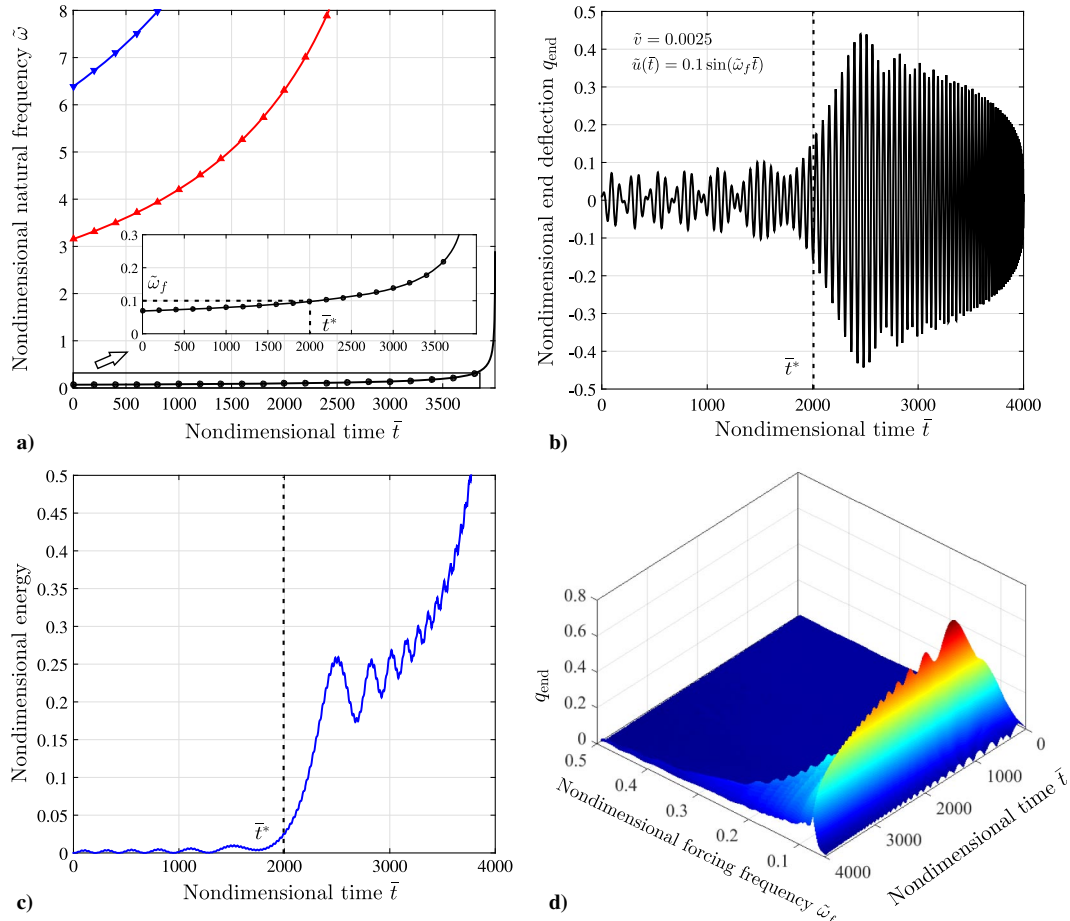 8
7
6
5
4
3
2
1
0
Nondimensional natural frequency ω̃
0.3
0.2
0.1
0
ω̃_f
t̄*
0 500 1000 1500 2000 2500 3000 3500
0 500 1000 1500 2000 2500 3000 3500
Nondimensional time t̄
a)
0.5
0.4
0.3
0.2
0.1
0
-0.1
-0.2
-0.3
-0.4
-0.5
Nondimensional end deflection q_end
ṽ = 0.0025
ũ(t̄) = 0.1 sin(ω̃_f t̄)
t̄*
0 1000 2000 3000 4000
Nondimensional time t̄
b)
0.5
0.45
0.4
0.35
0.3
0.25
0.2
0.15
0.1
0.05
0
Nondimensional energy
t̄*
0 1000 2000 3000 4000
Nondimensional time t̄
c)
0.8
0.6
0.4
0.2
0
q_end
0.5 0.4 0.3 0.2 0.1
Nondimensional forcing frequency ω̃_f
0
1000
2000
3000
4000
Nondimensional time t̄
d)